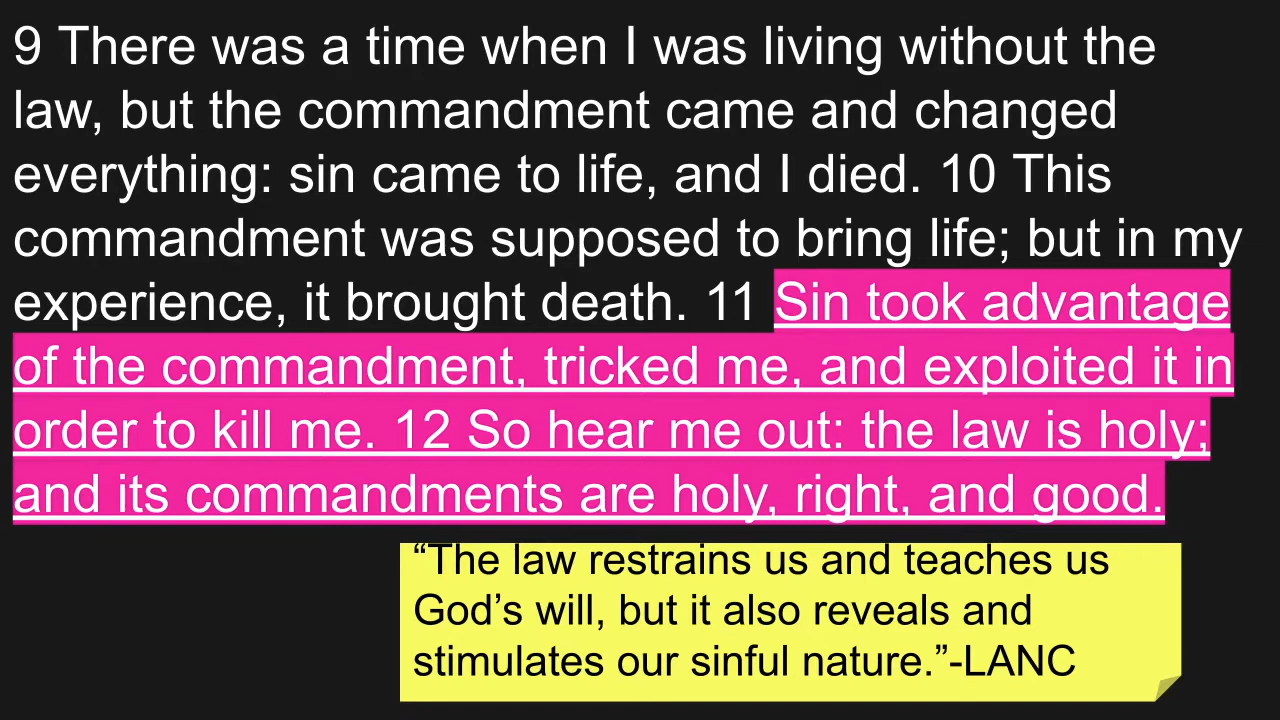 9 There was a time when I was living without the
law, but the commandment came and changed
everything: sin came to life, and I died. 10 This
commandment was supposed to bring life; but in my
experience, it brought death. 11 Sin took advantage
of the commandment, tricked me, and exploited it in
order to kill me. 12 So hear me out: the law is holy;
and its commandments are holy, right, and good.
“The law restrains us and teaches us
God’s will, but it also reveals and
stimulates our sinful nature.”-LANC